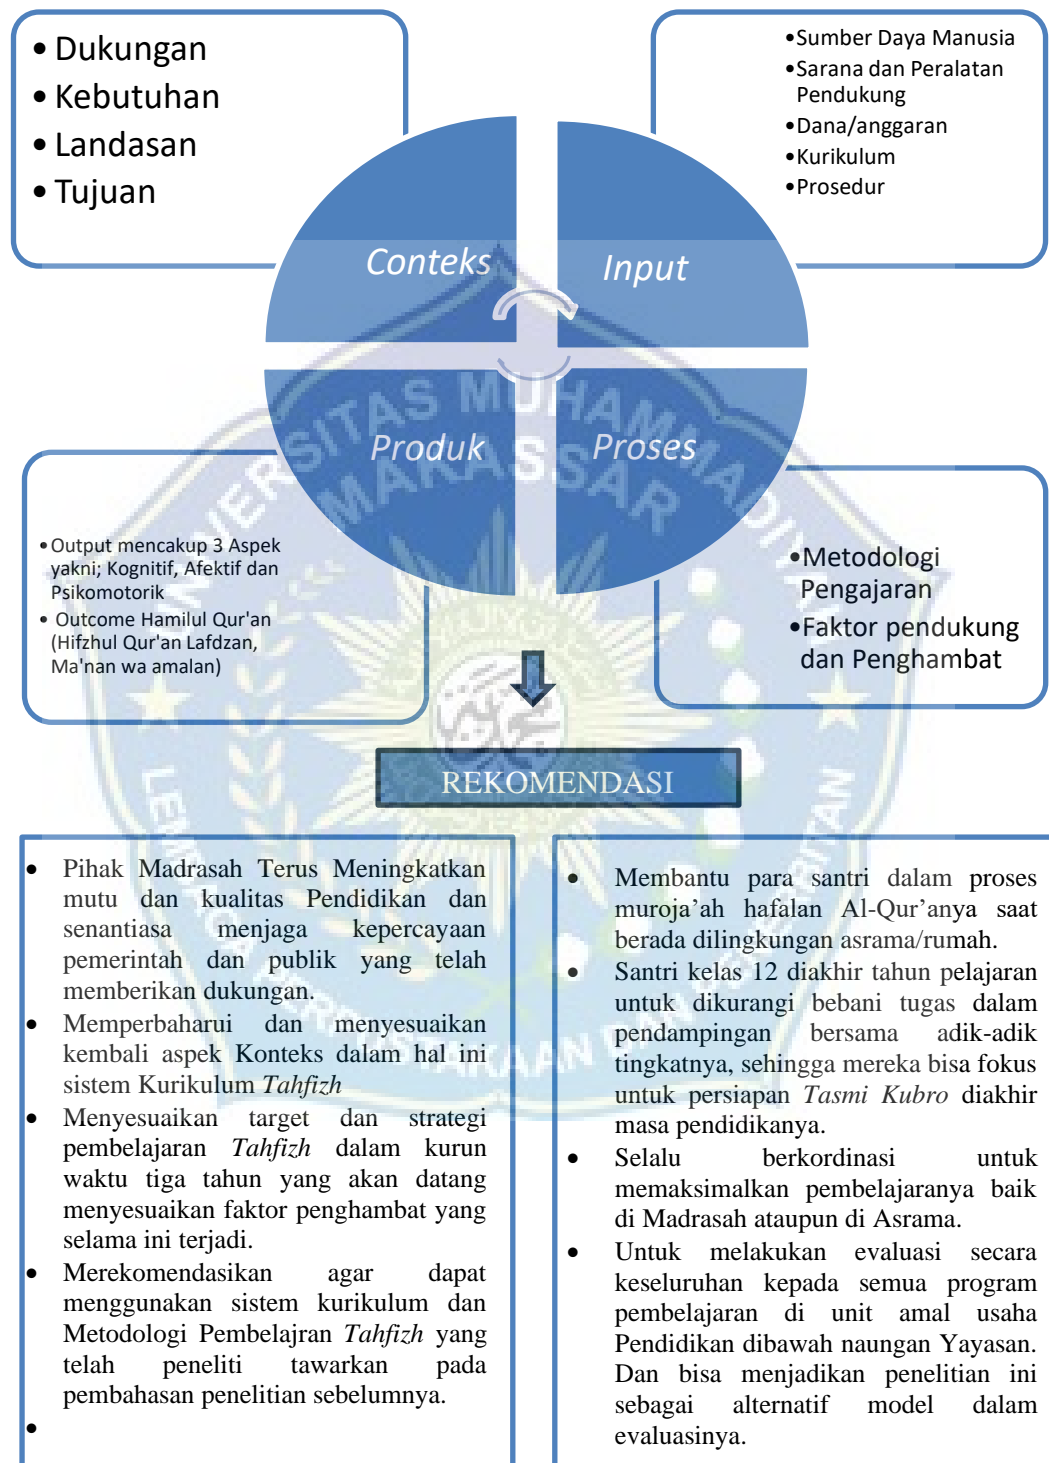 • Dukungan
• Kebutuhan
• Landasan
• Tujuan
•Sumber Daya Manusia
•Sarana dan Peralatan
Pendukung
•Dana/anggaran
•Kurikulum
•Prosedur
Conteks
Input
Produk
Proses
•Output mencakup 3 Aspek
yakni; Kognitif, Afektif dan
Psikomotorik
• Outcome Hamilul Qur'an
(Hifzhul Qur'an Lafdzan,
Ma'nan wa amalan)
•Metodologi
Pengajaran
•Faktor pendukung
dan Penghambat
UNIVERSITAS MUHAMMADIYAH
MAKASSAR
LEMBAGA PERPUSTAKAAN DAN PENERBITAN
REKOMENDASI
• Pihak Madrasah Terus Meningkatkan
mutu dan kualitas Pendidikan dan
senantiasa menjaga kepercayaan
pemerintah dan publik yang telah
memberikan dukungan.
• Memperbaharui dan menyesuaikan
kembali aspek Konteks dalam hal ini
sistem Kurikulum Tahfizh
• Menyesuaikan target dan strategi
pembelajaran Tahfizh dalam kurun
waktu tiga tahun yang akan datang
menyesuaikan faktor penghambat yang
selama ini terjadi.
• Merekomendasikan agar dapat
menggunakan sistem kurikulum dan
Metodologi Pembelajran Tahfizh yang
telah peneliti tawarkan pada
pembahasan penelitian sebelumnya.
•
• Membantu para santri dalam proses
muroja’ah hafalan Al-Qur’anya saat
berada dilingkungan asrama/rumah.
• Santri kelas 12 diakhir tahun pelajaran
untuk dikurangi bebani tugas dalam
pendampingan bersama adik-adik
tingkatnya, sehingga mereka bisa fokus
untuk persiapan Tasmi Kubro diakhir
masa pendidikanya.
• Selalu berkordinasi untuk
memaksimalkan pembelajaranya baik
di Madrasah ataupun di Asrama.
• Untuk melakukan evaluasi secara
keseluruhan kepada semua program
pembelajaran di unit amal usaha
Pendidikan dibawah naungan Yayasan.
Dan bisa menjadikan penelitian ini
sebagai alternatif model dalam
evaluasinya.